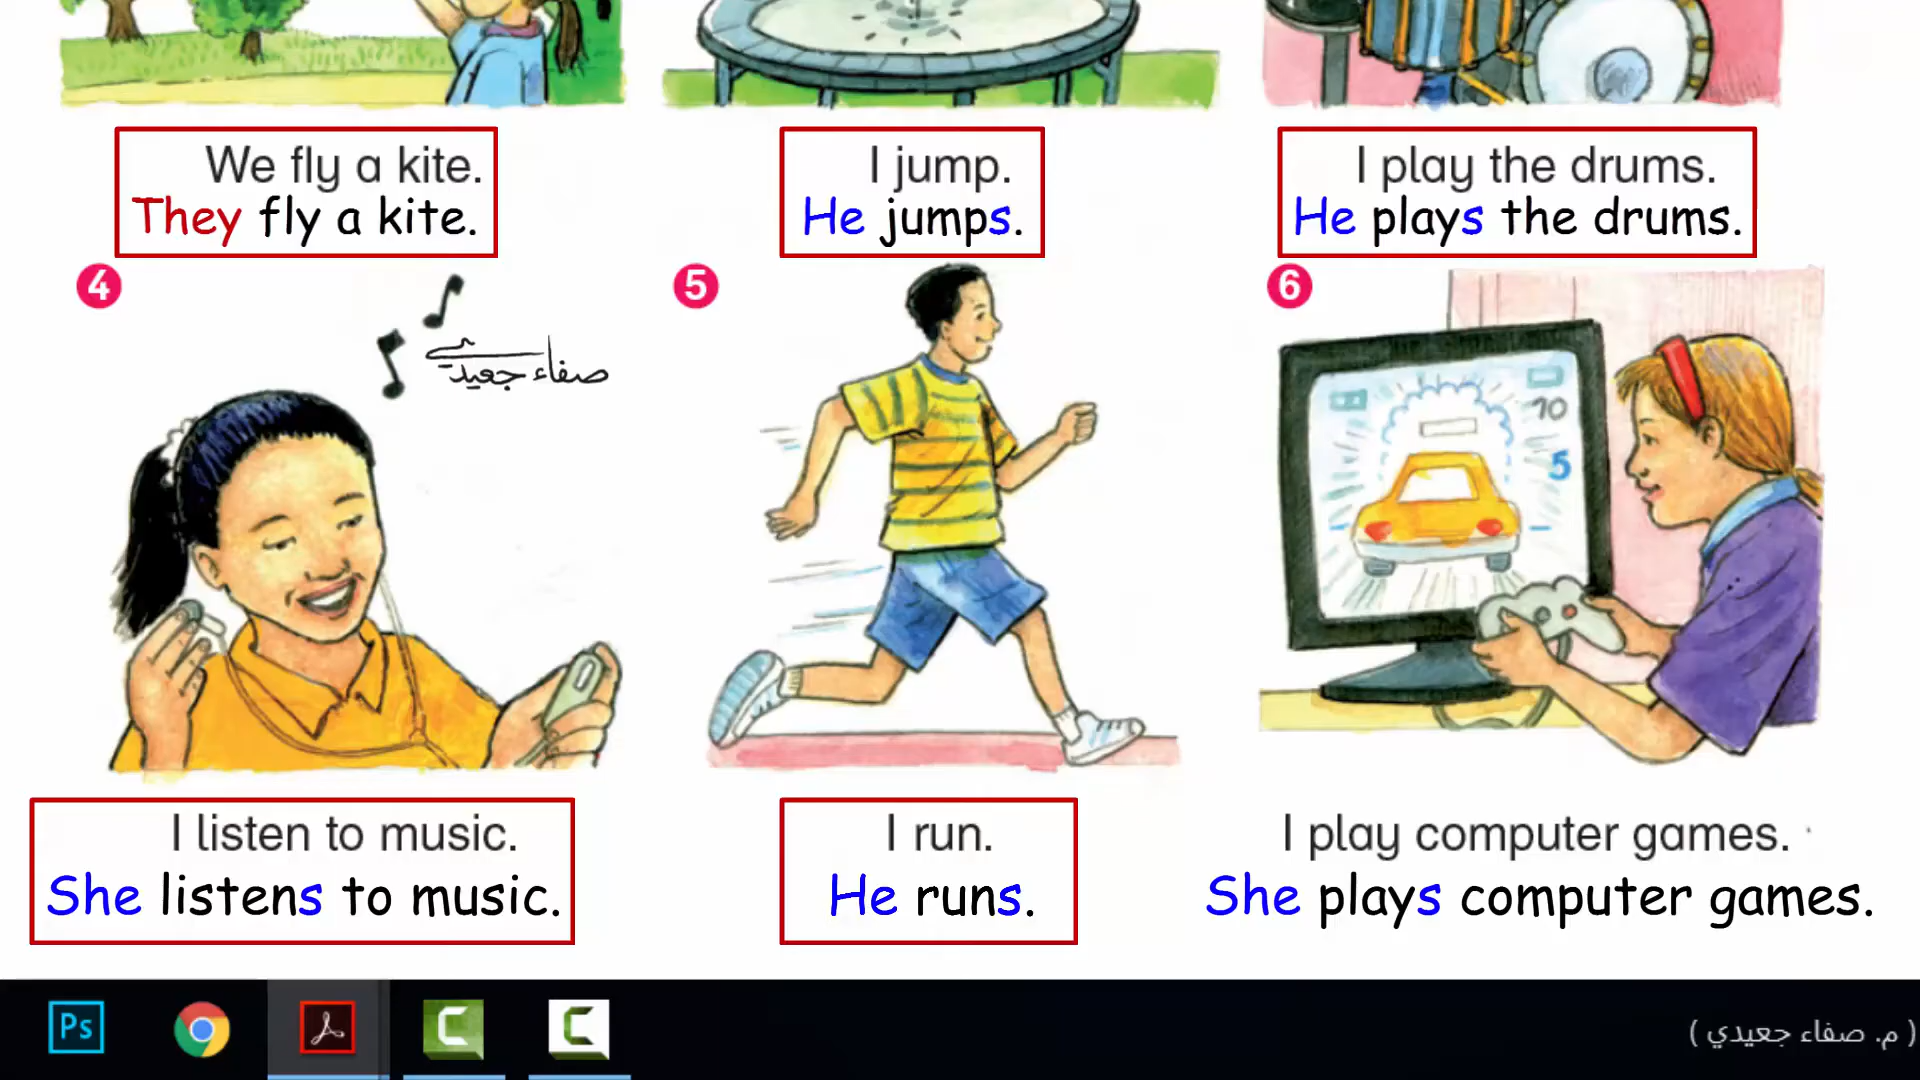 We fly a kite.
They fly a kite.
I jump.
He jumps.
I play the drums.
He plays the drums.
4
5
6
صفاء جعيدي
10
5
I listen to music.
She listens to music.
I run.
He runs.
I play computer games.
She plays computer games.
Ps
( م. صفاء جعيدي )